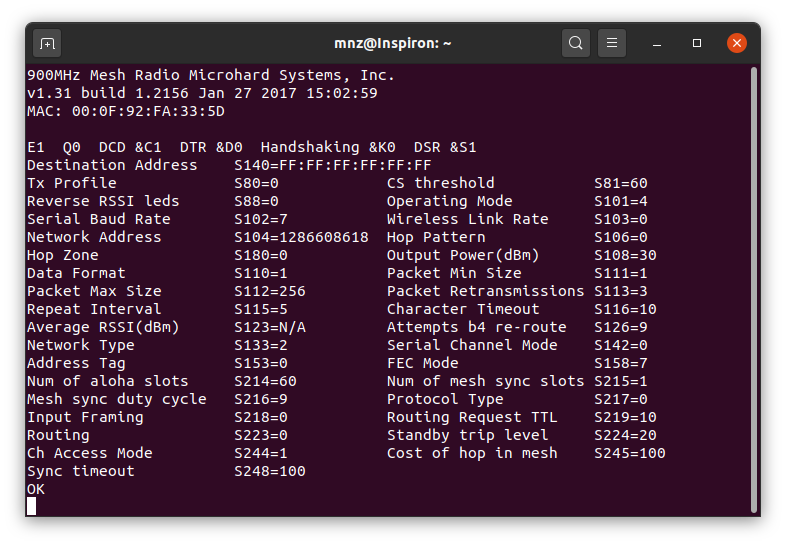 mnz@Inspiron: ~
900MHz Mesh Radio Microhard Systems, Inc.
v1.31 build 1.2156 Jan 27 2017 15:02:59
MAC: 00:0F:92:FA:33:5D
E1  Q0  DCD &C1  DTR &D0  Handshaking &K0  DSR &S1
Destination Address    S140=FF:FF:FF:FF:FF:FF
Tx Profile             S80=0            CS threshold           S81=60
Reverse RSSI leds      S88=0            Operating Mode         S101=4
Serial Baud Rate       S102=7           Wireless Link Rate     S103=0
Network Address        S104=1286608618  Hop Pattern            S106=0
Hop Zone               S180=0           Output Power(dBm)      S108=30
Data Format            S110=1           Packet Min Size        S111=1
Packet Max Size        S112=256         Packet Retransmissions S113=3
Repeat Interval        S115=5           Character Timeout      S116=10
Average RSSI(dBm)      S123=N/A         Attempts b4 re-route   S126=9
Network Type           S133=2           Serial Channel Mode    S142=0
Address Tag            S153=0           FEC Mode               S158=7
Num of aloha slots     S214=60          Num of mesh sync slots S215=1
Mesh sync duty cycle   S216=9           Protocol Type          S217=0
Input Framing          S218=0           Routing Request TTL    S219=10
Routing                S223=0           Standby trip level     S224=20
Ch Access Mode         S244=1           Cost of hop in mesh    S245=100
Sync timeout           S248=100
OK